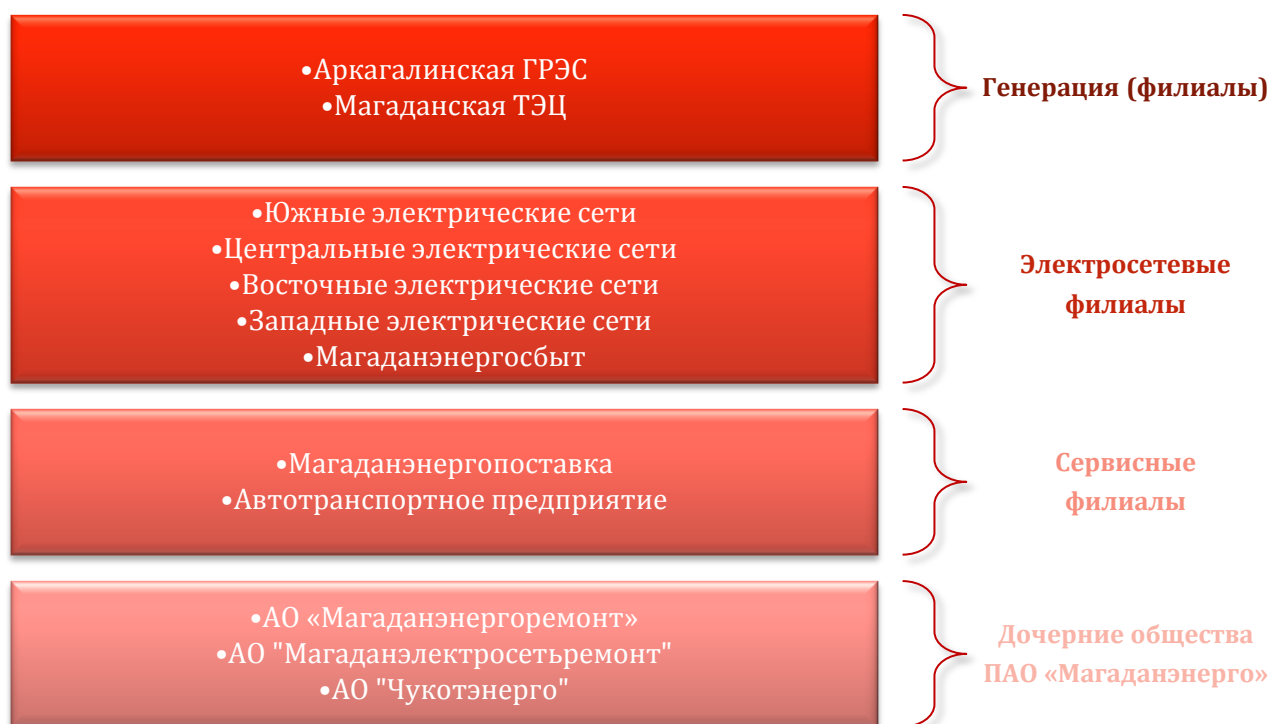 •Аркагалинская ГРЭС
•Магаданская ТЭЦ
Генерация (филиалы)
•Южные электрические сети
•Центральные электрические сети
•Восточные электрические сети
•Западные электрические сети
•Магаданэнергосбыт
Электросетевые
филиалы
•Магаданэнергопоставка
•Автотранспортное предприятие
Сервисные
филиалы
•АО «Магаданэнергоремонт»
•АО "Магаданэлектросетьремонт"
•АО "Чукотэнерго"
Дочерние общества
ПАО «Магаданэнерго»